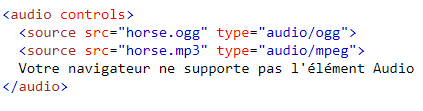 <audio controls>
  <source src="horse.ogg" type="audio/ogg">
  <source src="horse.mp3" type="audio/mpeg">
  Votre navigateur ne supporte pas l'élément Audio
</audio>